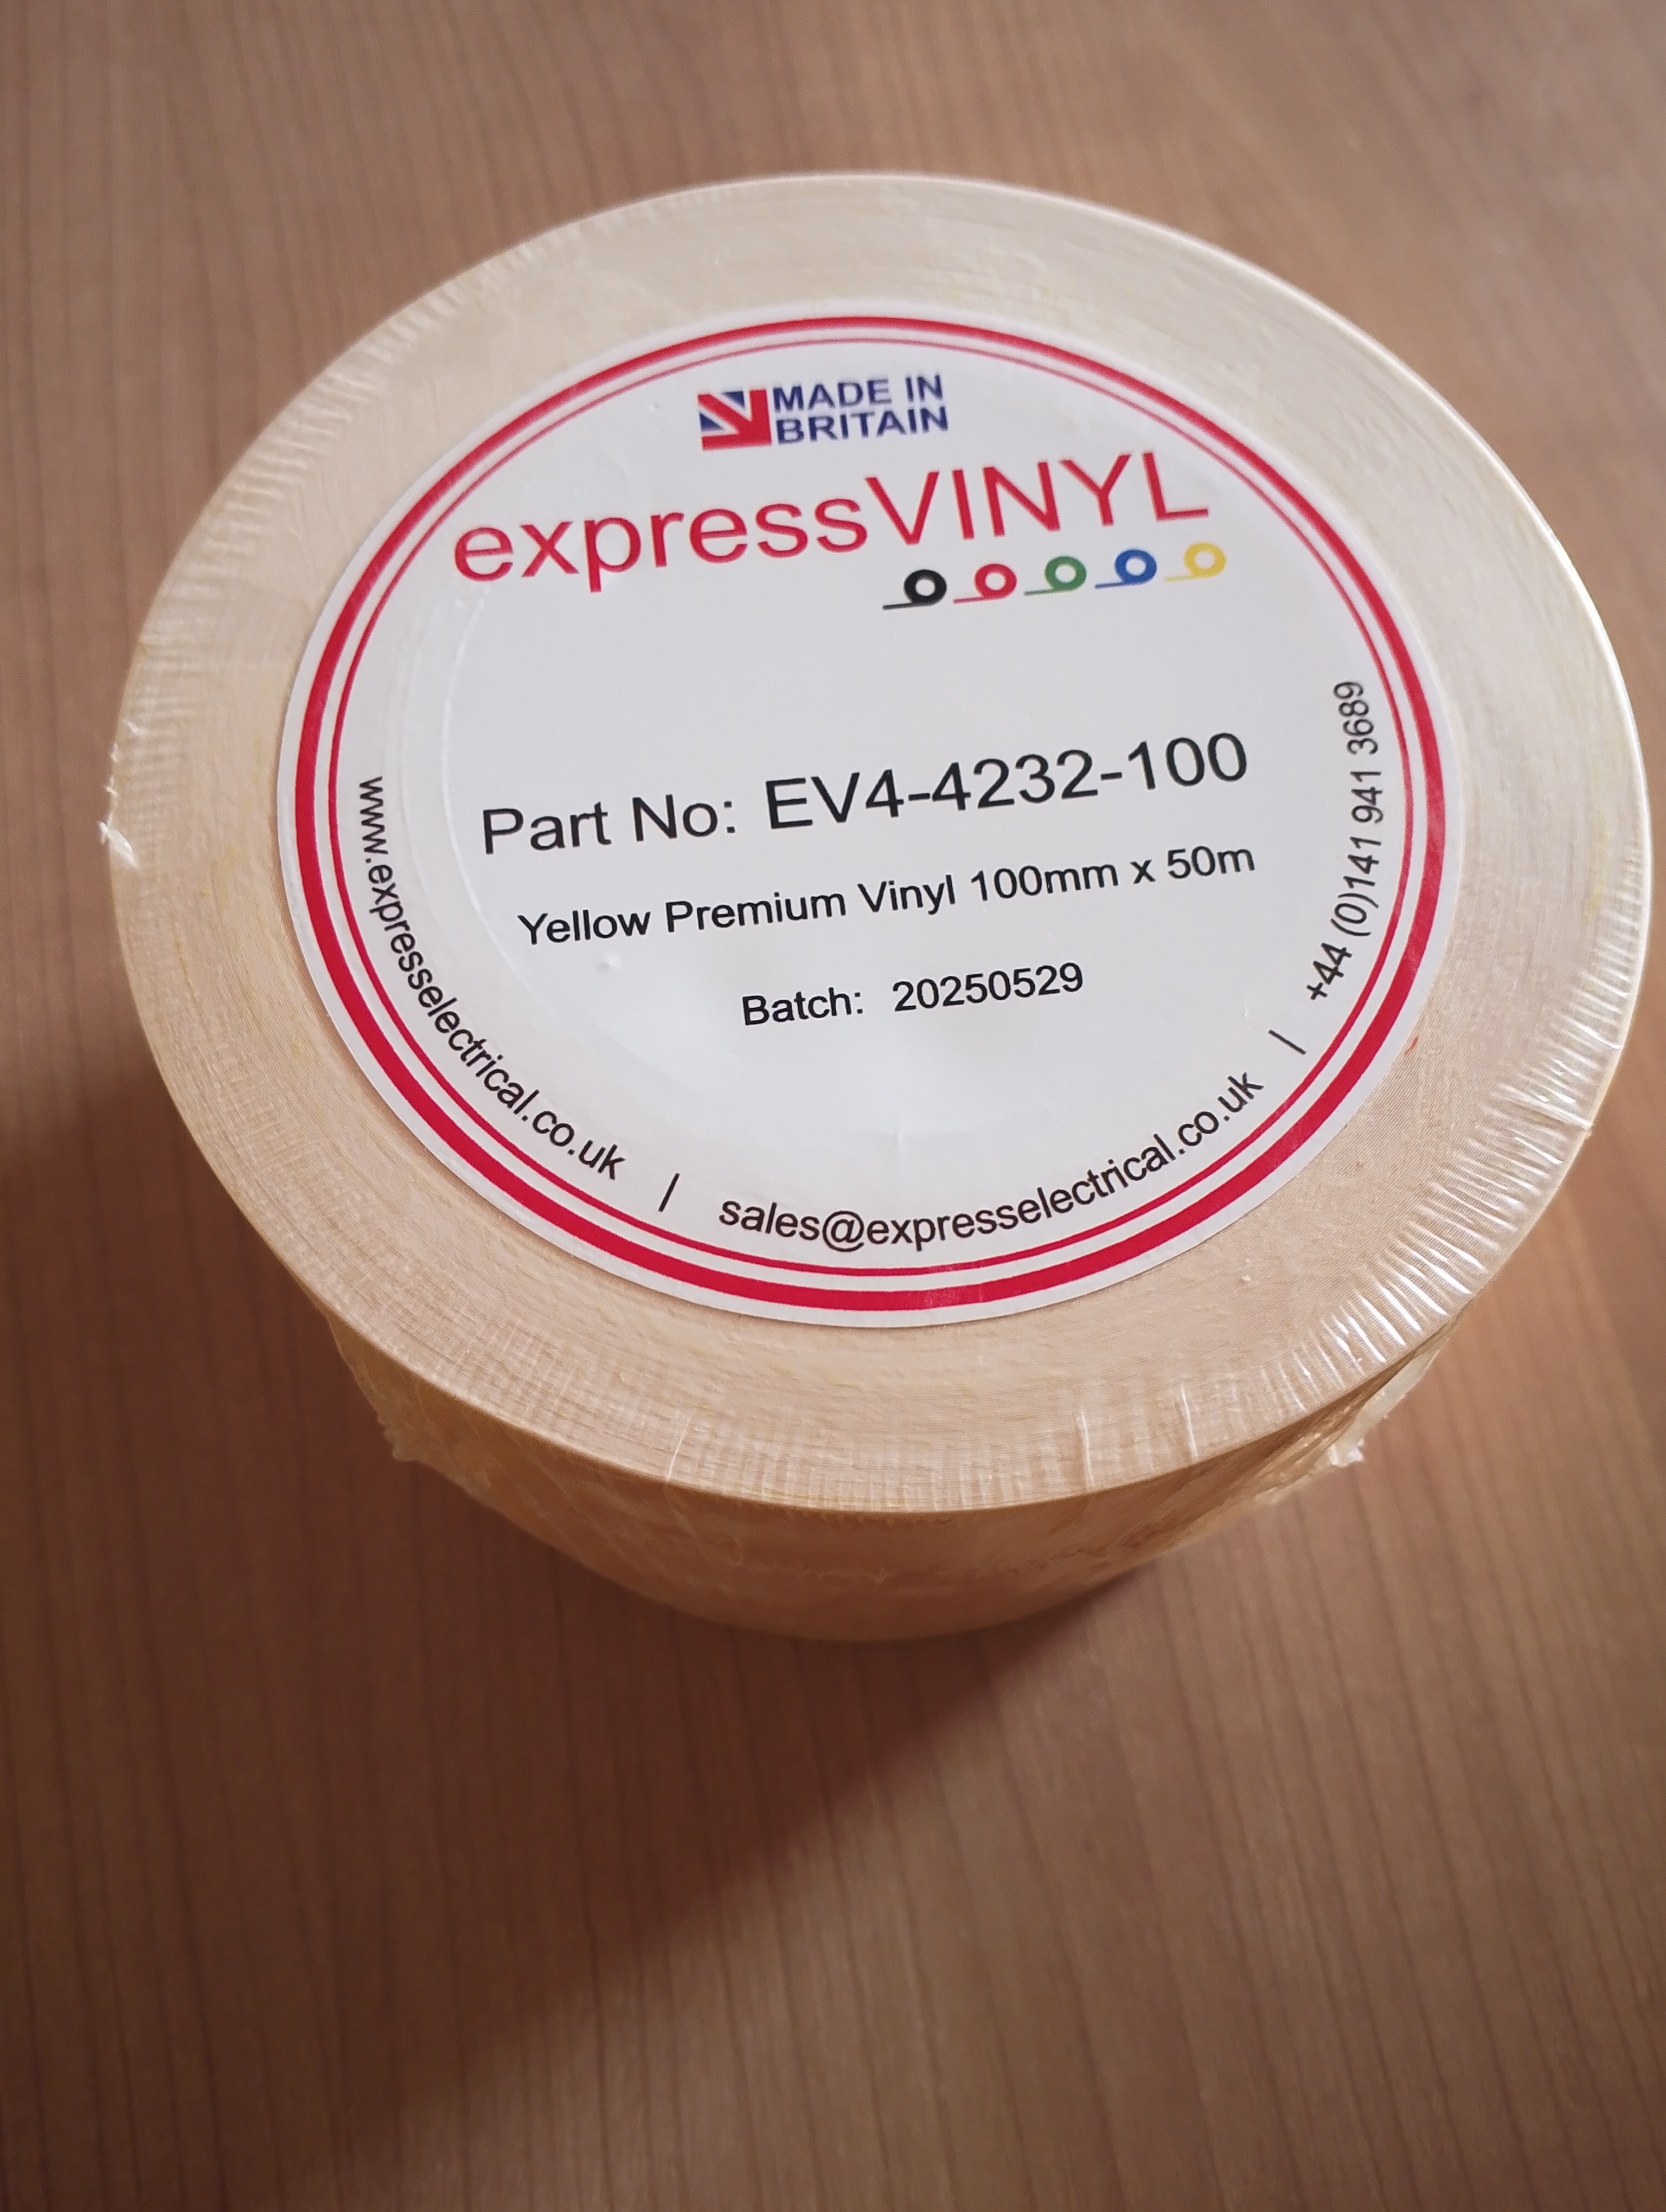 MADE IN
BRITAIN
expressVINYL
Part No: EV4-4232-100
Yellow Premium Vinyl 100mm x 50m
Batch: 20250529
www.expresselectrical.co.uk | sales@expresselectrical.co.uk | +44 (0)141 941 3689